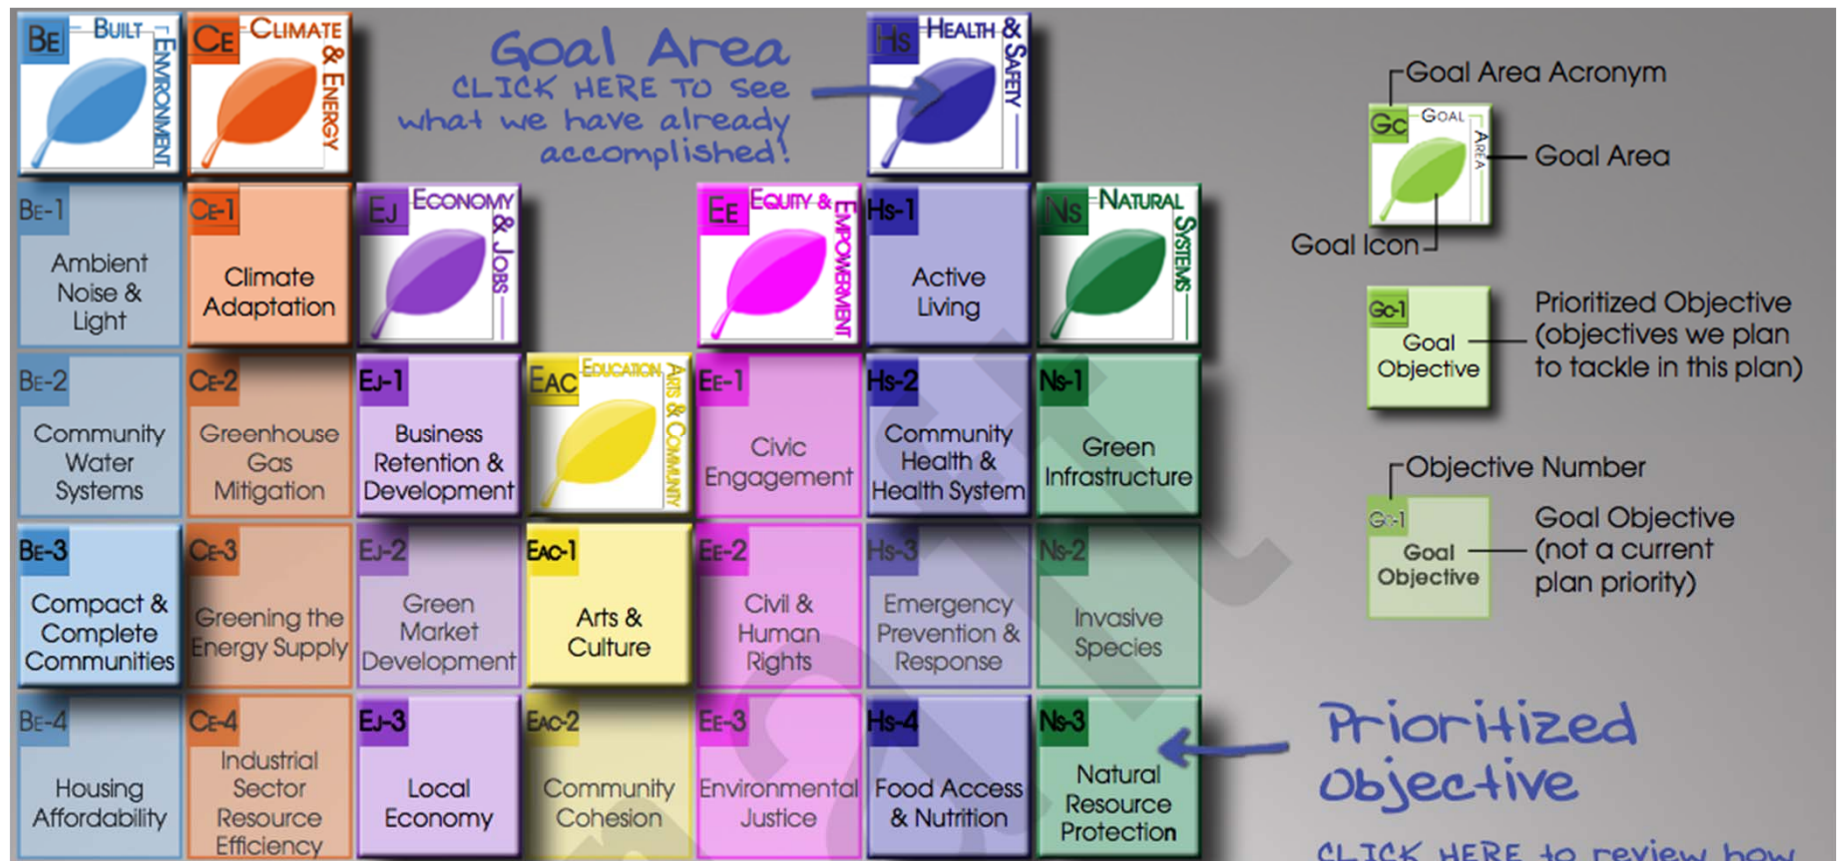 BE BUILT ENVIRONMENT
CE CLIMATE & ENERGY
Goal Area
CLICK HERE TO see
what we have already
accomplished!
HS HEALTH & SAFETY
BE-1
Ambient
Noise &
Light
CE-1
Climate
Adaptation
EJ ECONOMY & JOBS
EE EQUITY & EMPOWERMENT
HS-1
Active
Living
NS NATURAL SYSTEMS
BE-2
Community
Water
Systems
CE-2
Greenhouse
Gas
Mitigation
EJ-1
Business
Retention &
Development
EAC EDUCATION, ARTS & COMMUNITY
EE-1
Civic
Engagement
HS-2
Community
Health &
Health System
NS-1
Green
Infrastructure
BE-3
Compact &
Complete
Communities
CE-3
Greening the
Energy Supply
EJ-2
Green
Market
Development
EAC-1
Arts &
Culture
EE-2
Civil &
Human
Rights
HS-3
Emergency
Prevention &
Response
NS-2
Invasive
Species
BE-4
Housing
Affordability
CE-4
Industrial
Sector
Resource
Efficiency
EJ-3
Local
Economy
EAC-2
Community
Cohesion
EE-3
Environmental
Justice
HS-4
Food Access
& Nutrition
NS-3
Natural
Resource
Protection
Goal Area Acronym
GC GOAL AREA
Goal Area
Goal Icon
GC-1
Goal
Objective
Prioritized Objective
(objectives we plan
to tackle in this plan)
Objective Number
GC-1
Goal
Objective
Goal Objective
(not a current
plan priority)
Prioritized
Objective
CLICK HERE to review how